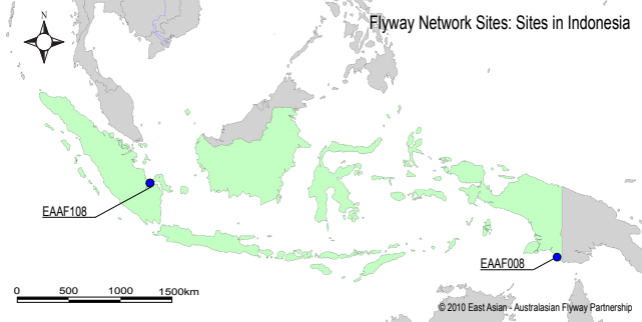 Flyway Network Sites: Sites in Indonesia
N
EAAF108
EAAF008
0 500 1000 1500km
© 2010 East Asian - Australasian Flyway Partnership